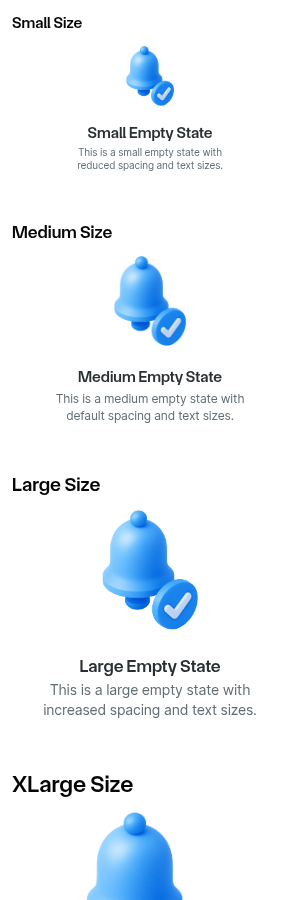 Small Size
Small Empty State
This is a small empty state with
reduced spacing and text sizes.
Medium Size
Medium Empty State
This is a medium empty state with
default spacing and text sizes.
Large Size
Large Empty State
This is a large empty state with
increased spacing and text sizes.
XLarge Size